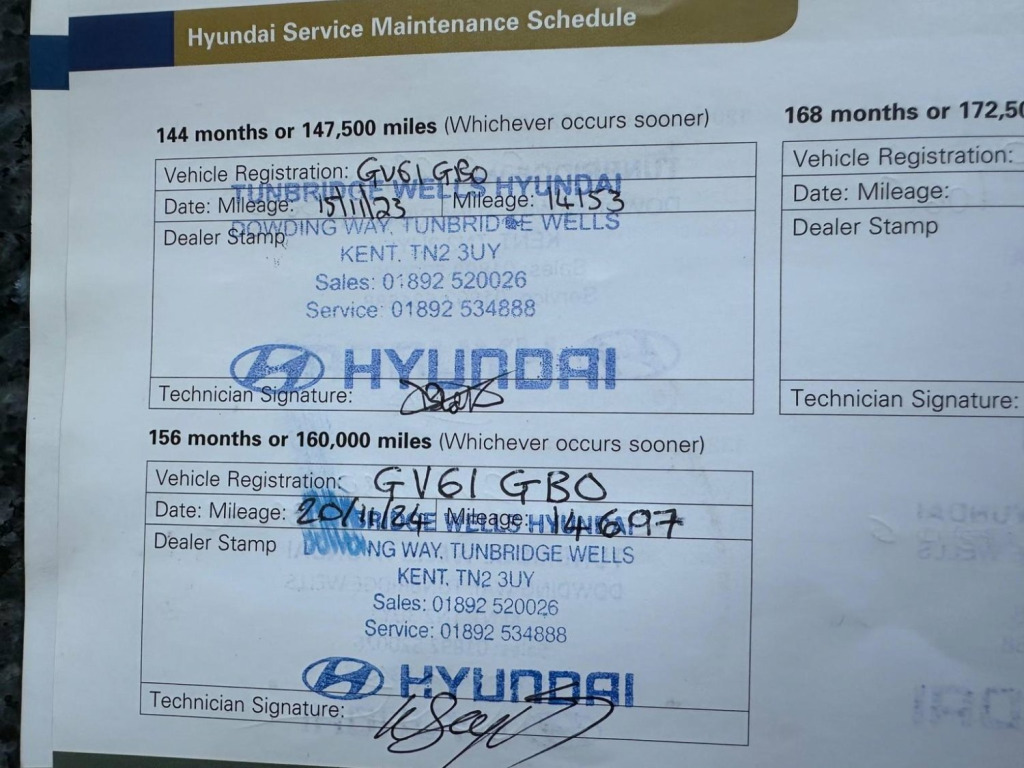 Hyundai Service Maintenance Schedule
144 months or 147,500 miles (Whichever occurs sooner)
Vehicle Registration: GV61 GBO
TUNBRIDGE WELLS HYUNDAI
Date: Mileage: 15/11/23 Mileage: 14153
DOWDING WAY, TUNBRIDGE WELLS
Dealer Stamp
KENT. TN2 3UY
Sales: 01892 520026
Service: 01892 534888
HYUNDAI
Technician Signature:
156 months or 160,000 miles (Whichever occurs sooner)
Vehicle Registration: GV61 GBO
Date: Mileage: 20/11/24 Mileage: 14697
BRIDGE WELLS HYUNDAI
Dealer Stamp
DOWDING WAY, TUNBRIDGE WELLS
KENT. TN2 3UY
Sales: 01892 520026
Service: 01892 534888
HYUNDAI
Technician Signature:
168 months or 172,50
Vehicle Registration:
Date: Mileage:
Dealer Stamp
Technician Signature: